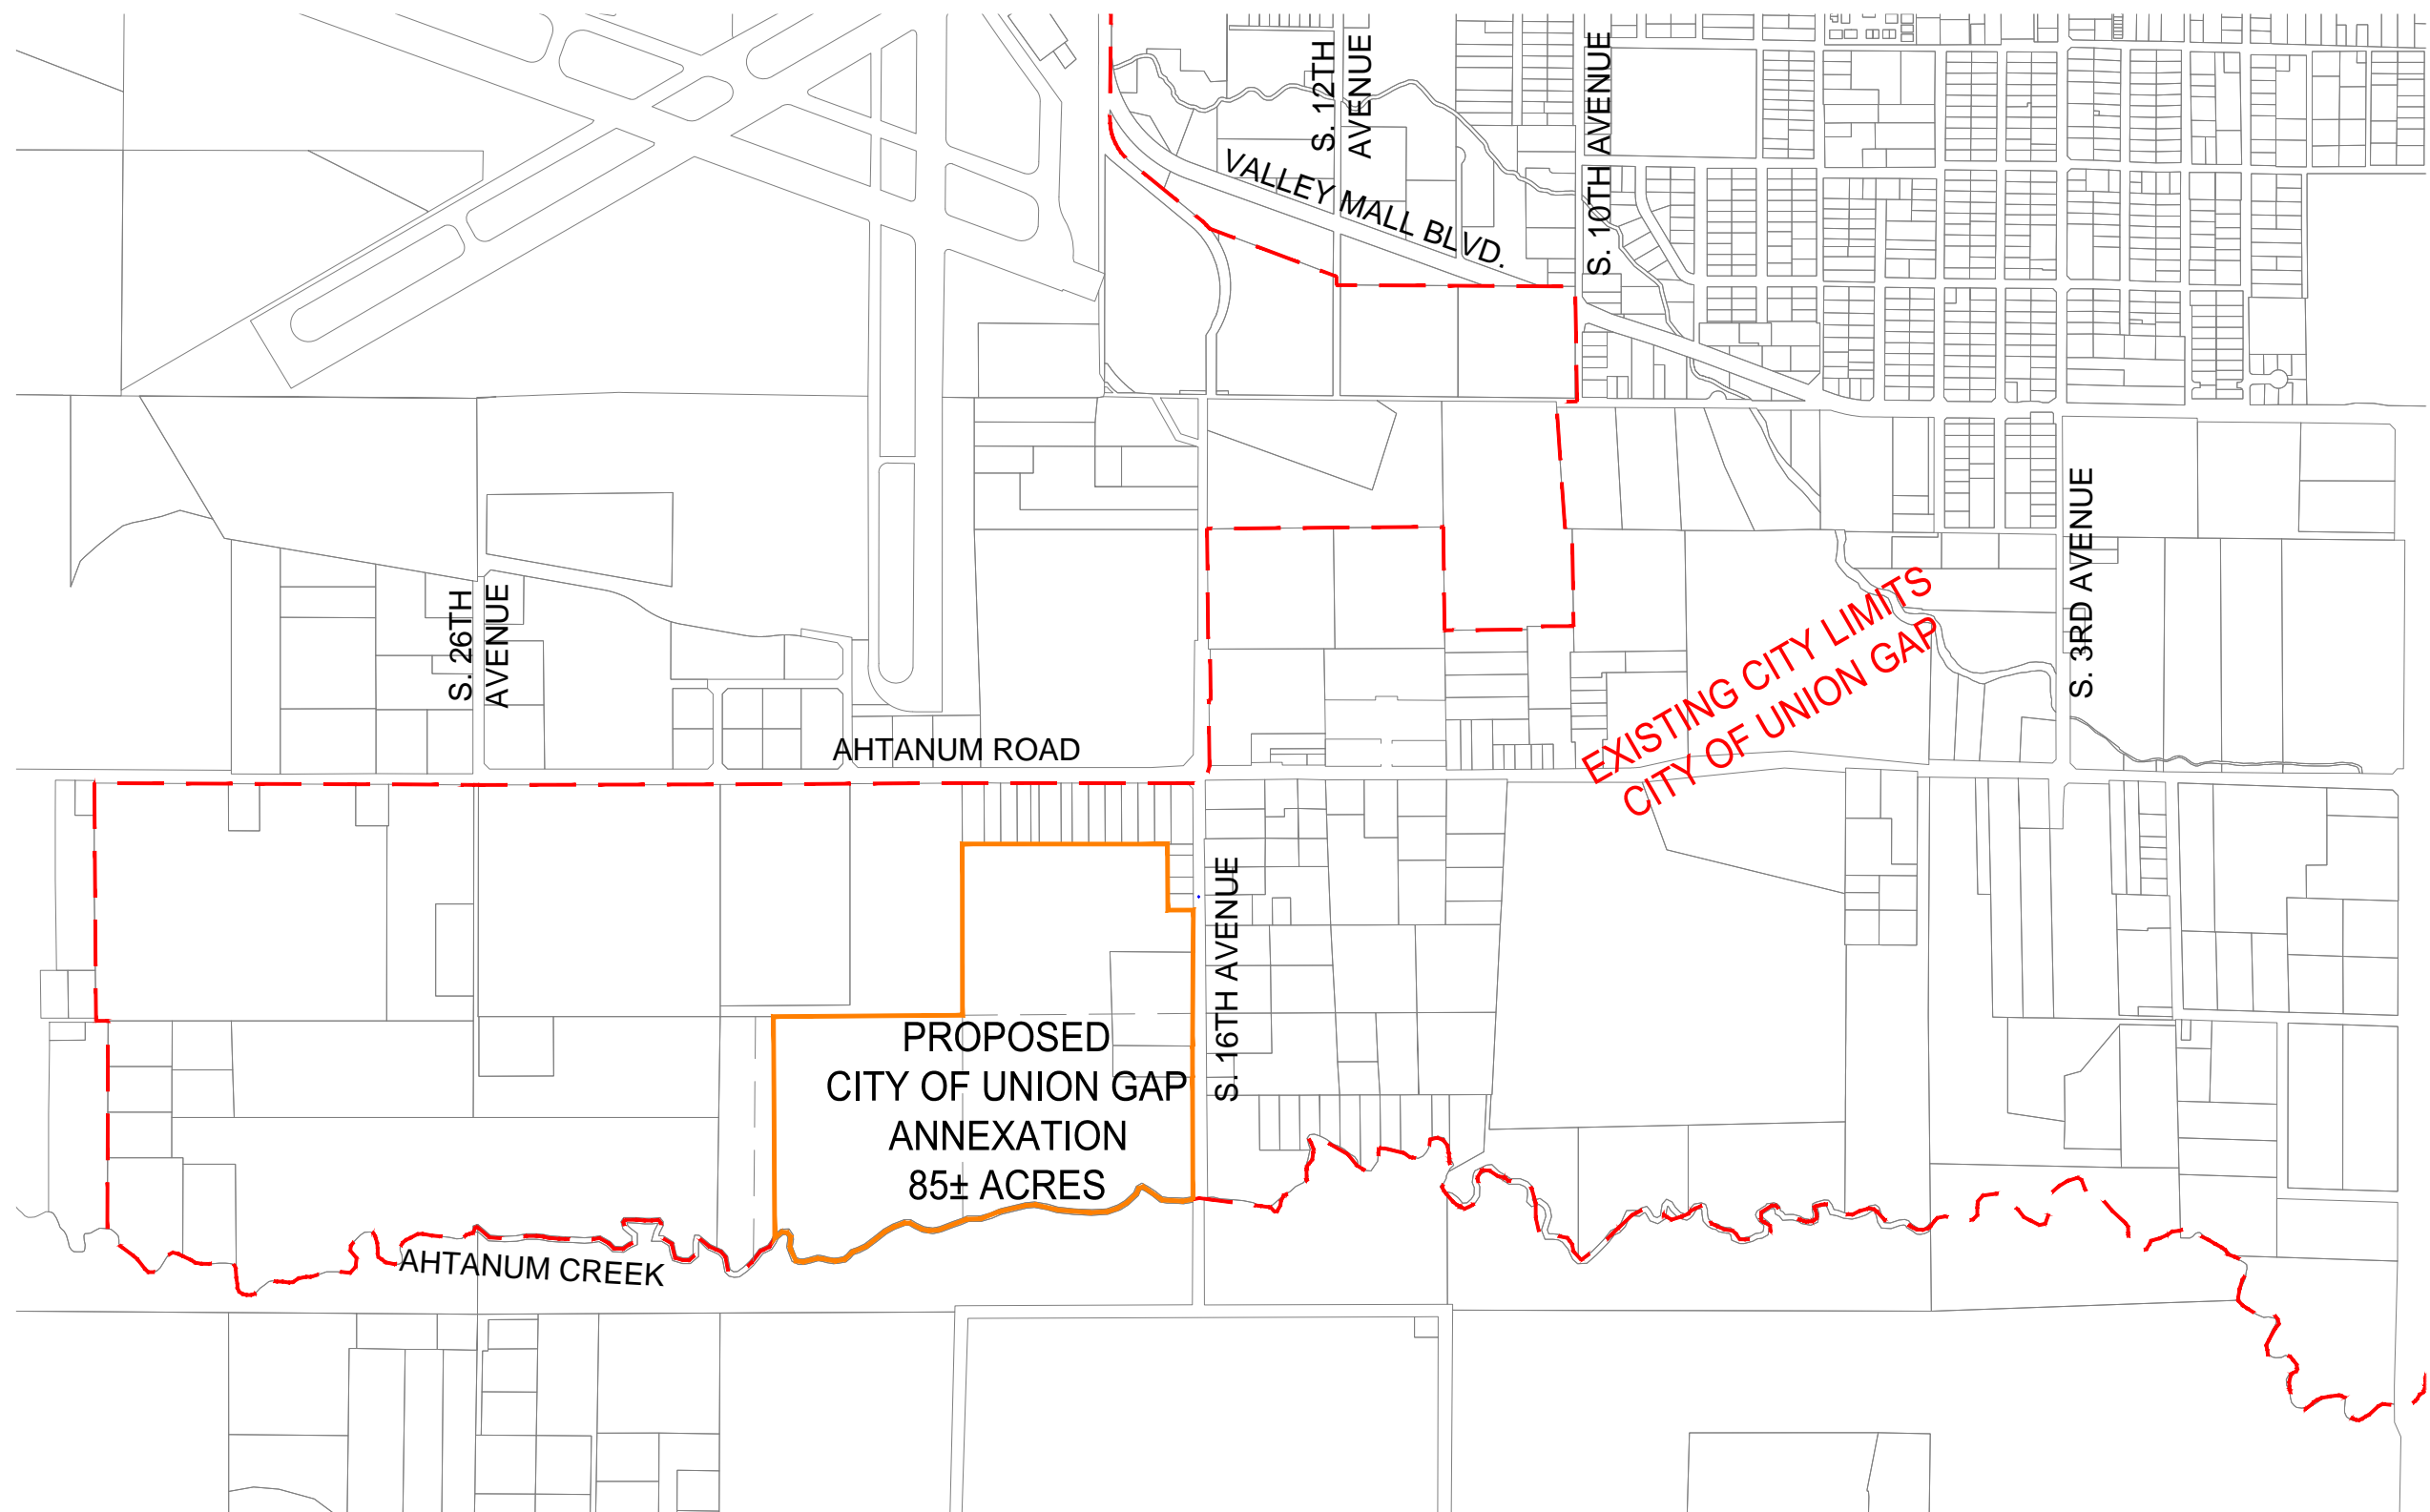 S. 12TH
AVENUE
S. 10TH AVENUE
VALLEY MALL BLVD.
S. 26TH
AVENUE
S. 3RD AVENUE
EXISTING CITY LIMITS
CITY OF UNION GAP
AHTANUM ROAD
S. 16TH AVENUE
PROPOSED
CITY OF UNION GAP
ANNEXATION
85± ACRES
AHTANUM CREEK